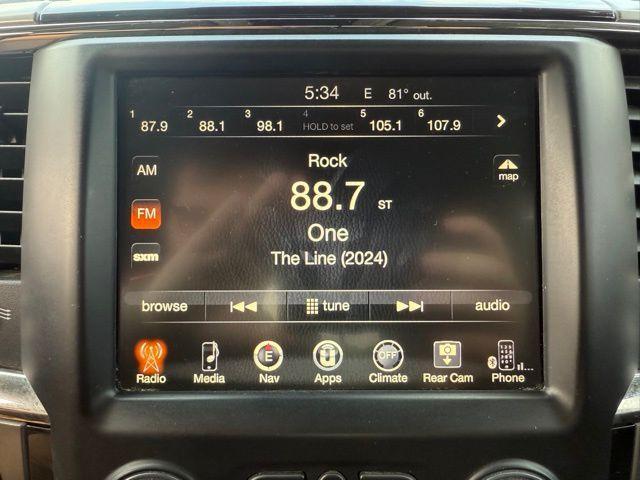 5:34 E 81° out.
1 87.9 2 88.1 3 98.1 4 HOLD to set 5 105.1 6 107.9
Rock
AM
map
88.7 ST
FM
One
sxm
The Line (2024)
browse tune audio
E OFF
Radio Media Nav Apps Climate Rear Cam Phone